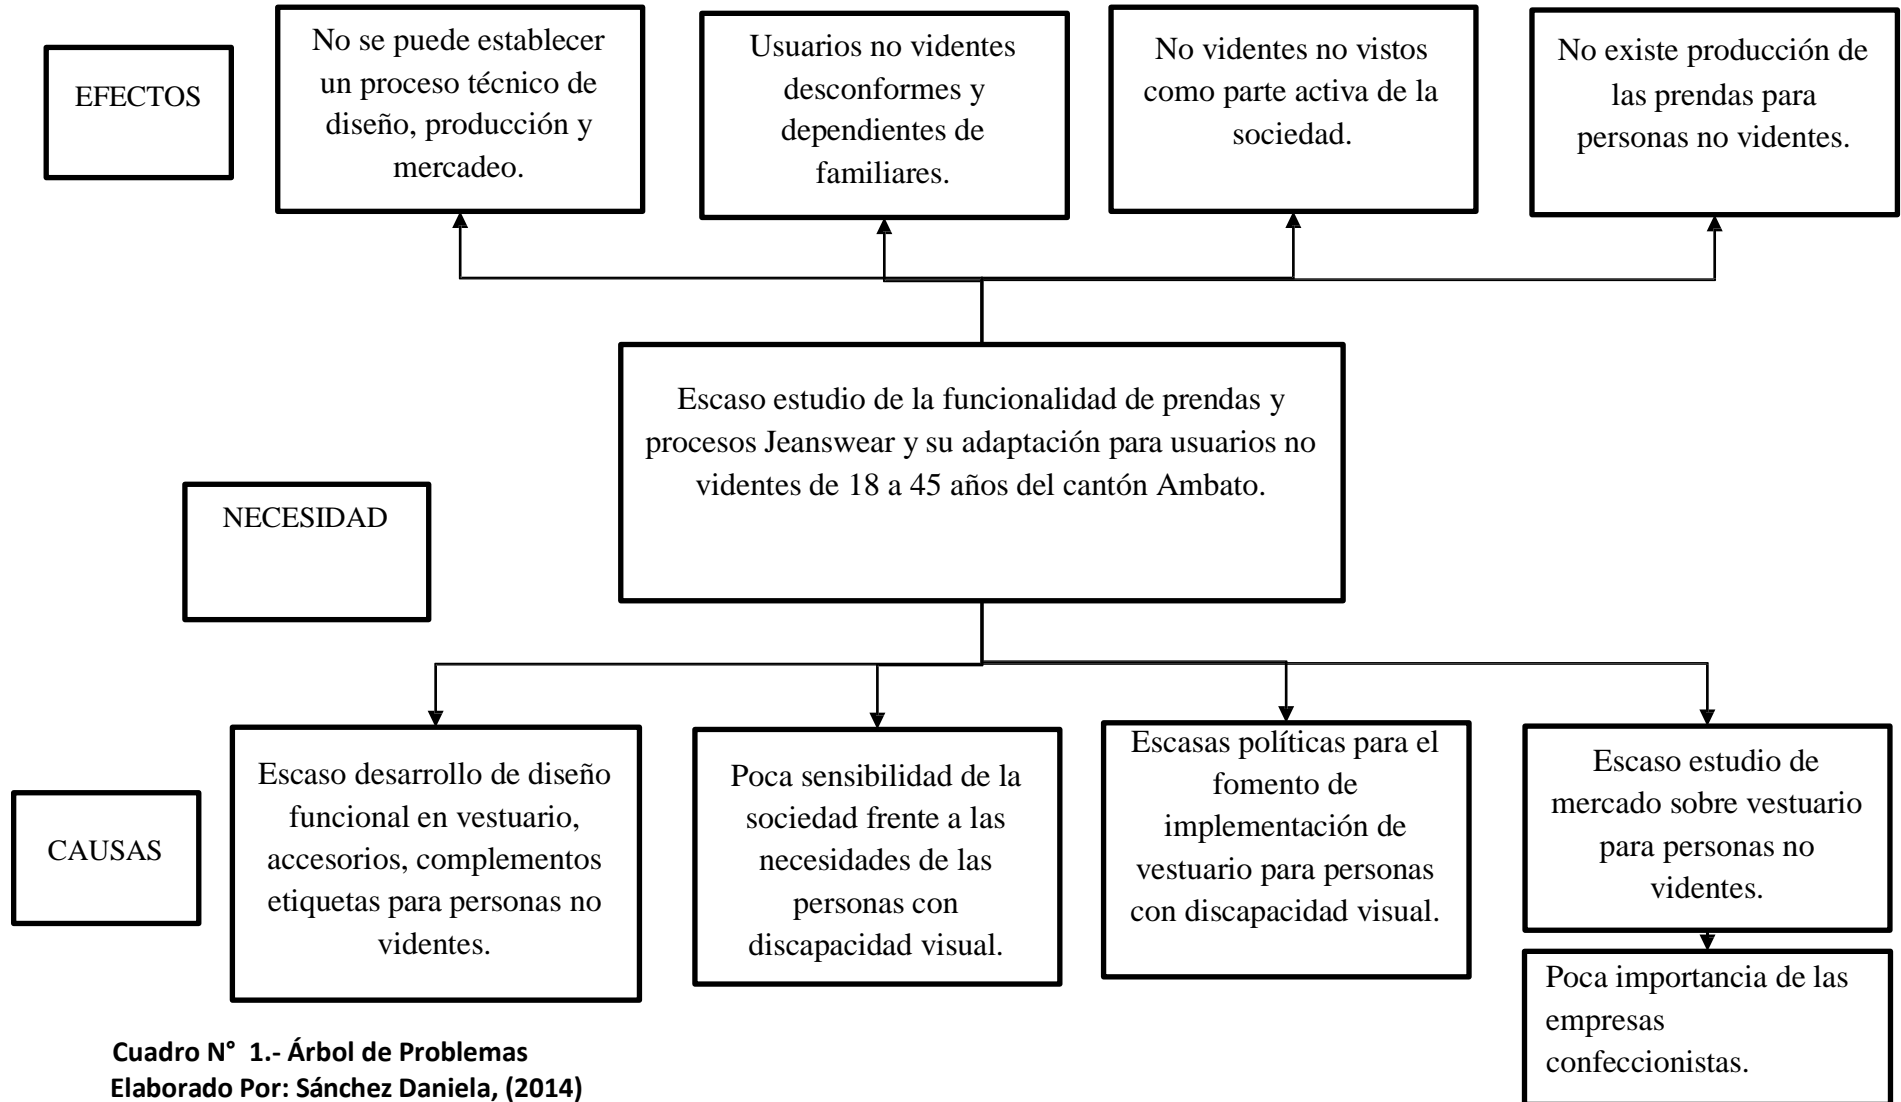 EFECTOS
No se puede establecer
un proceso técnico de
diseño, producción y
mercadeo.
Usuarios no videntes
desconformes y
dependientes de
familiares.
No videntes no vistos
como parte activa de la
sociedad.
No existe producción de
las prendas para
personas no videntes.
NECESIDAD
Escaso estudio de la funcionalidad de prendas y
procesos Jeanswear y su adaptación para usuarios no
videntes de 18 a 45 años del cantón Ambato.
CAUSAS
Escaso desarrollo de diseño
funcional en vestuario,
accesorios, complementos
etiquetas para personas no
videntes.
Poca sensibilidad de la
sociedad frente a las
necesidades de las
personas con
discapacidad visual.
Escasas políticas para el
fomento de
implementación de
vestuario para personas
con discapacidad visual.
Escaso estudio de
mercado sobre vestuario
para personas no
videntes.
Poca importancia de las
empresas
confeccionistas.
Cuadro N° 1.- Árbol de Problemas
Elaborado Por: Sánchez Daniela, (2014)